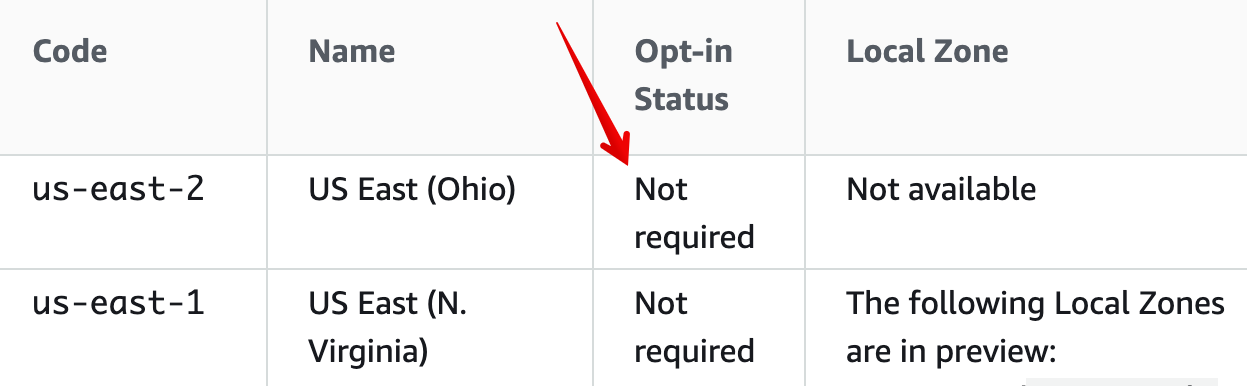 Code Name Opt-in Local Zone
Status
us-east-2 US East (Ohio) Not Not available
required
us-east-1 US East (N. Not The following Local Zones
Virginia) required are in preview: